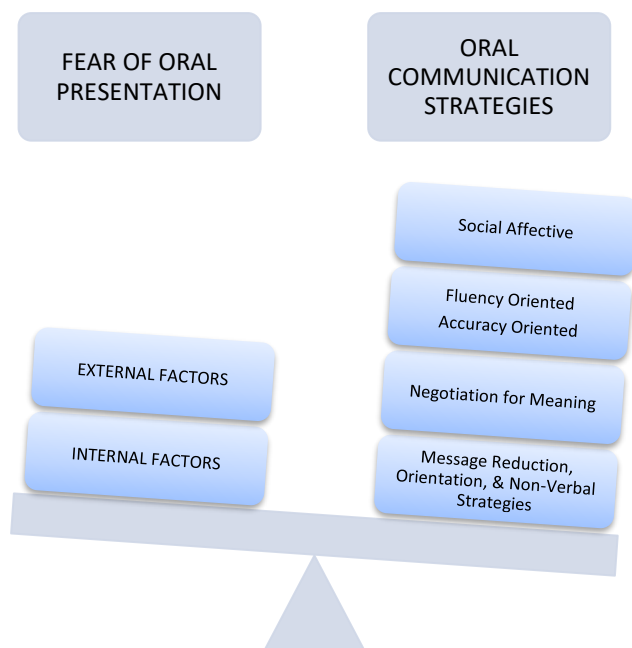 FEAR OF ORAL
PRESENTATION
ORAL
COMMUNICATION
STRATEGIES
Social Affective
Fluency Oriented
Accuracy Oriented
Negotiation for Meaning
Message Reduction,
Orientation, & Non-Verbal
Strategies
EXTERNAL FACTORS
INTERNAL FACTORS